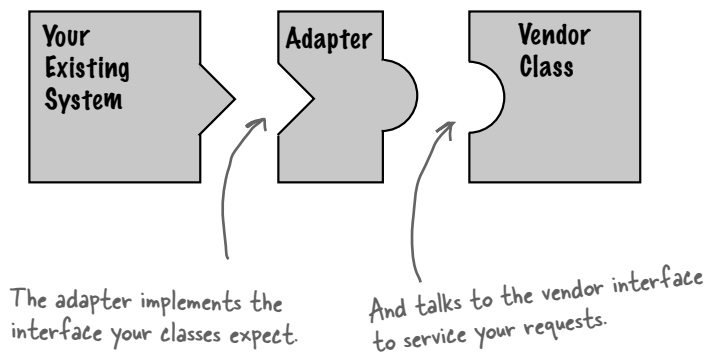 Your
Existing
System
Adapter
Vendor
Class
The adapter implements the
interface your classes expect.
And talks to the vendor interface
to service your requests.